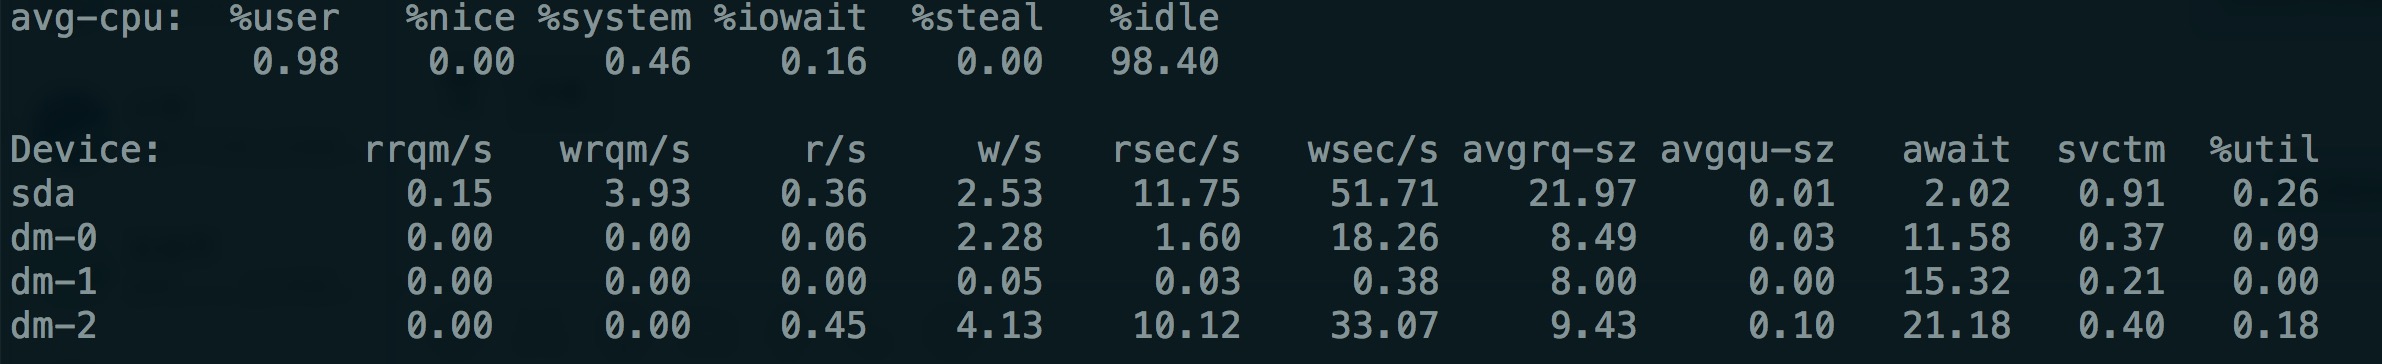 avg-cpu:  %user   %nice %system %iowait  %steal   %idle
           0.98    0.00    0.46    0.16    0.00   98.40
Device:         rrqm/s   wrqm/s     r/s     w/s   rsec/s   wsec/s avgrq-sz avgqu-sz   await  svctm  %util
sda               0.15     3.93    0.36    2.53    11.75    51.71    21.97     0.01    2.02   0.91   0.26
dm-0              0.00     0.00    0.06    2.28     1.60    18.26     8.49     0.03   11.58   0.37   0.09
dm-1              0.00     0.00    0.00    0.05     0.03     0.38     8.00     0.00   15.32   0.21   0.00
dm-2              0.00     0.00    0.45    4.13    10.12    33.07     9.43     0.10   21.18   0.40   0.18